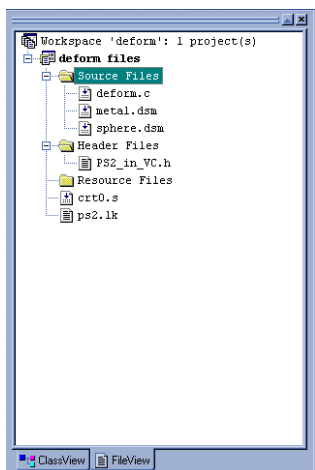 Workspace 'deform': 1 project(s)
deform files
Source Files
deform.c
metal.dsm
sphere.dsm
Header Files
PS2_in_VC.h
Resource Files
crt0.s
ps2.lk
ClassView FileView